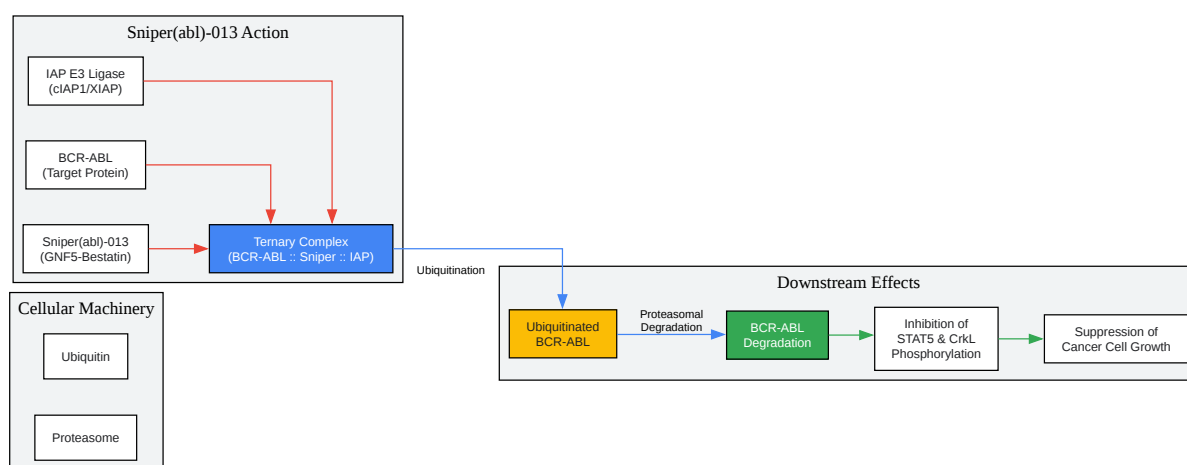 Sniper(abl)-013 Action
IAP E3 Ligase
(cIAP1/XIAP)
BCR-ABL
(Target Protein)
Sniper(abl)-013
(GNF5-Bestatin)
Ternary Complex
(BCR-ABL :: Sniper :: IAP)
Ubiquitination
Cellular Machinery
Ubiquitin
Proteasome
Downstream Effects
Ubiquitinated
BCR-ABL
Proteasomal
Degradation
BCR-ABL
Degradation
Inhibition of
STAT5 & CrkL
Phosphorylation
Suppression of
Cancer Cell Growth